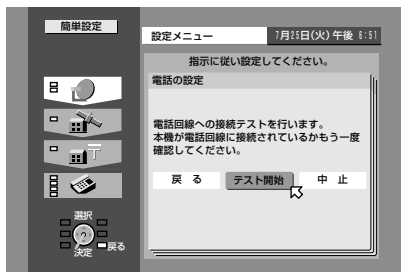 簡単設定
設定メニュー
7月25日(火)午後 6:51
指示に従い設定してください。
電話の設定
電話回線への接続テストを行います。
本機が電話回線に接続されているかもう一度
確認してください。
戻 る
テスト開始
中 止
選択
戻る
決定